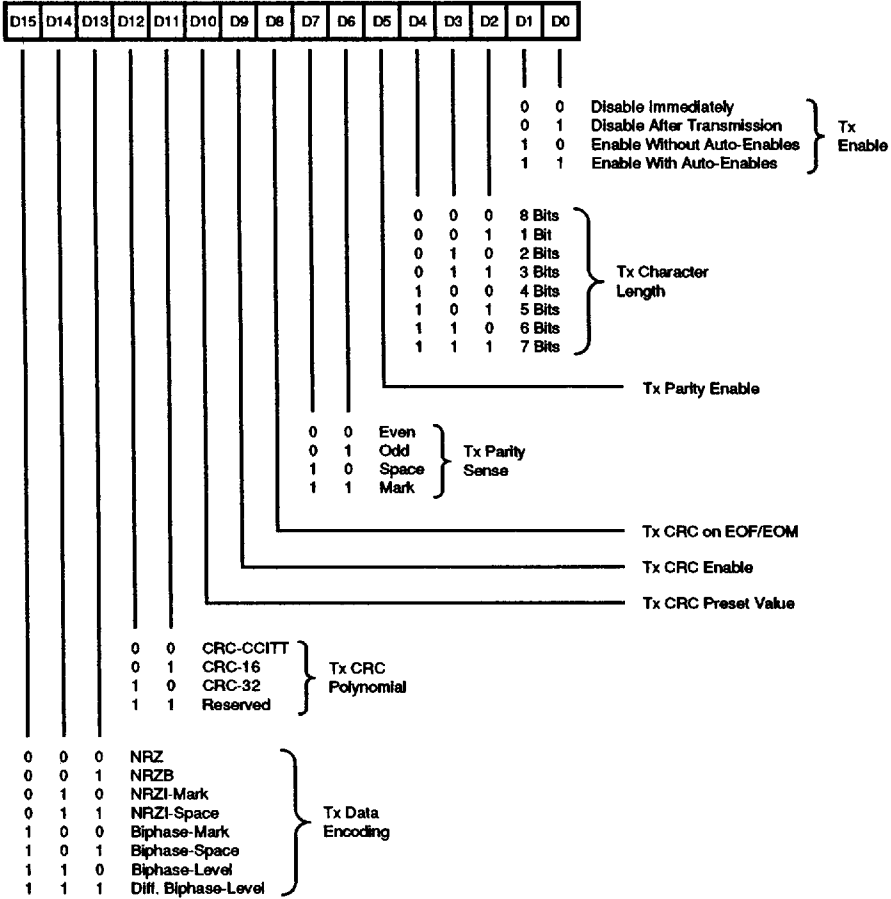 D15 D14 D13 D12 D11 D10 D9 D8 D7 D6 D5 D4 D3 D2 D1 D0
0 0 Disable Immediately
0 1 Disable After Transmission
1 0 Enable Without Auto-Enables
1 1 Enable With Auto-Enables
Tx
Enable
0 0 0 8 Bits
0 0 1 1 Bit
0 1 0 2 Bits
0 1 1 3 Bits
1 0 0 4 Bits
1 0 1 5 Bits
1 1 0 6 Bits
1 1 1 7 Bits
Tx Character
Length
Tx Parity Enable
0 0 Even
0 1 Odd
1 0 Space
1 1 Mark
Tx Parity
Sense
Tx CRC on EOF/EOM
Tx CRC Enable
Tx CRC Preset Value
0 0 CRC-CCITT
0 1 CRC-16
1 0 CRC-32
1 1 Reserved
Tx CRC
Polynomial
0 0 0 NRZ
0 0 1 NRZB
0 1 0 NRZI-Mark
0 1 1 NRZI-Space
1 0 0 Biphase-Mark
1 0 1 Biphase-Space
1 1 0 Biphase-Level
1 1 1 Diff. Biphase-Level
Tx Data
Encoding